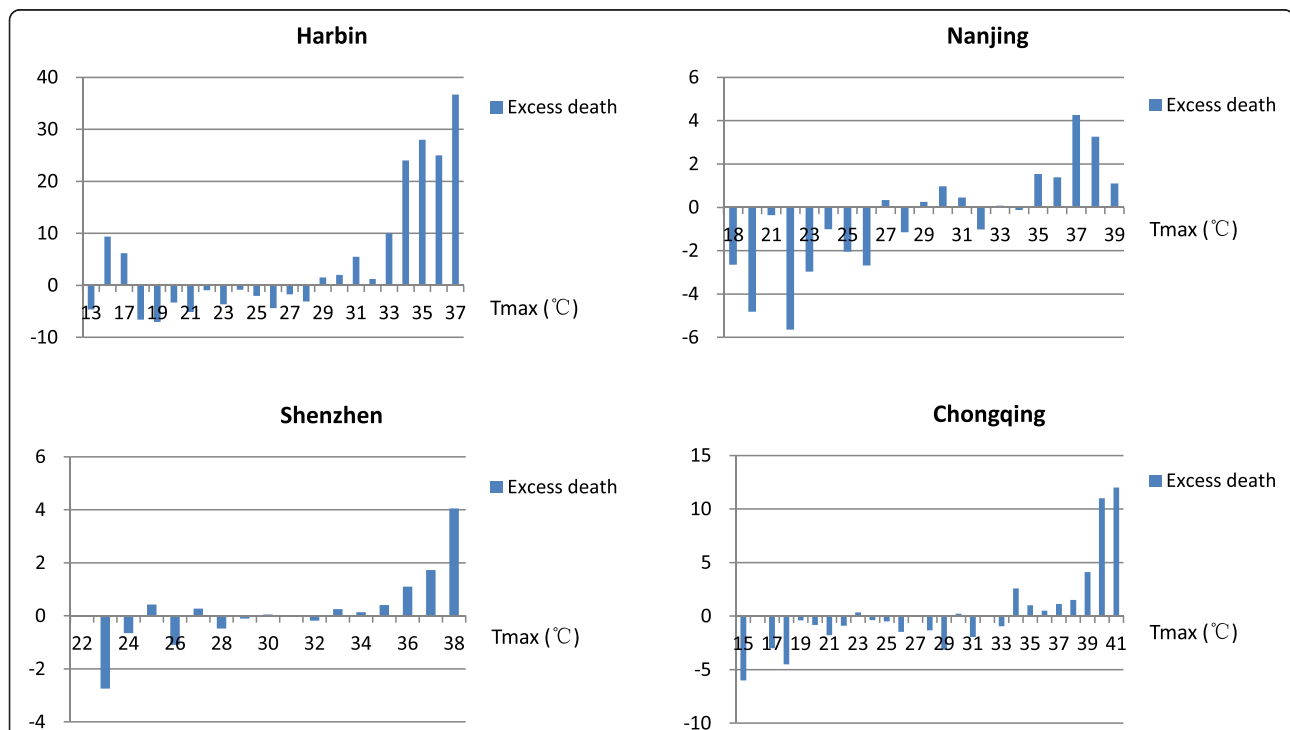 Harbin
40
30
20
10
0
-10
13 17 19 21 23 25 27 29 31 33 35 37
Excess death
Tmax (℃)
Nanjing
6
4
2
0
-2
-4
-6
18 21 23 25 27 29 31 33 35 37 39
Excess death
Tmax (℃)
Shenzhen
6
4
2
0
-2
-4
22 24 26 28 30 32 34 36 38
Excess death
Tmax (℃)
Chongqing
15
10
5
0
-5
-10
15 17 19 21 23 25 27 29 31 33 35 37 39 41
Excess death
Tmax (℃)